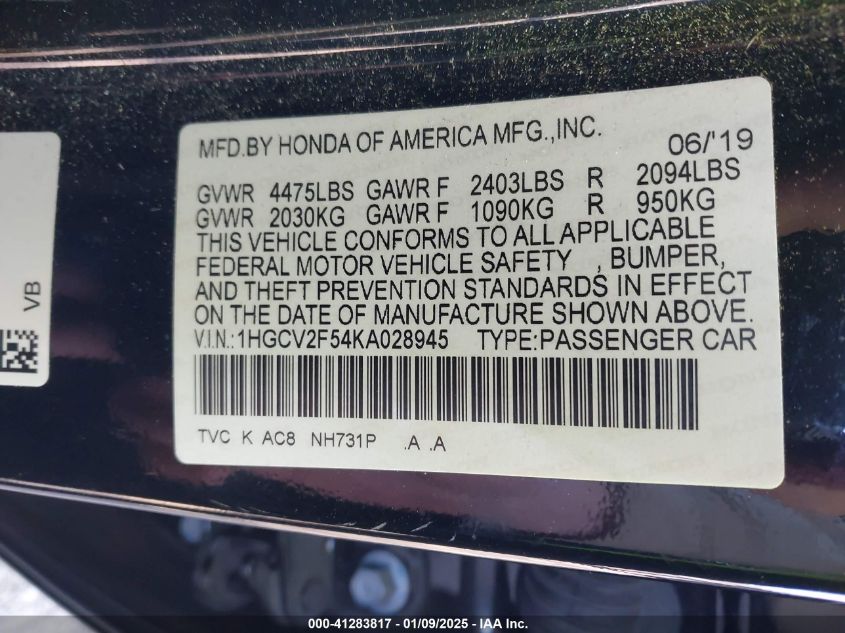 MFD.BY HONDA OF AMERICA MFG.,INC. 06/'19
GVWR 4475LBS GAWR F 2403LBS R 2094LBS
GVWR 2030KG GAWR F 1090KG R 950KG
THIS VEHICLE CONFORMS TO ALL APPLICABLE
FEDERAL MOTOR VEHICLE SAFETY , BUMPER,
AND THEFT PREVENTION STANDARDS IN EFFECT
ON THE DATE OF MANUFACTURE SHOWN ABOVE.
V.I.N.:1HGCV2F54KA028945 TYPE:PASSENGER CAR
TVC K AC8 NH731P .A .A
VB
000-41283817 | 01/09/2025 | IAA Inc.